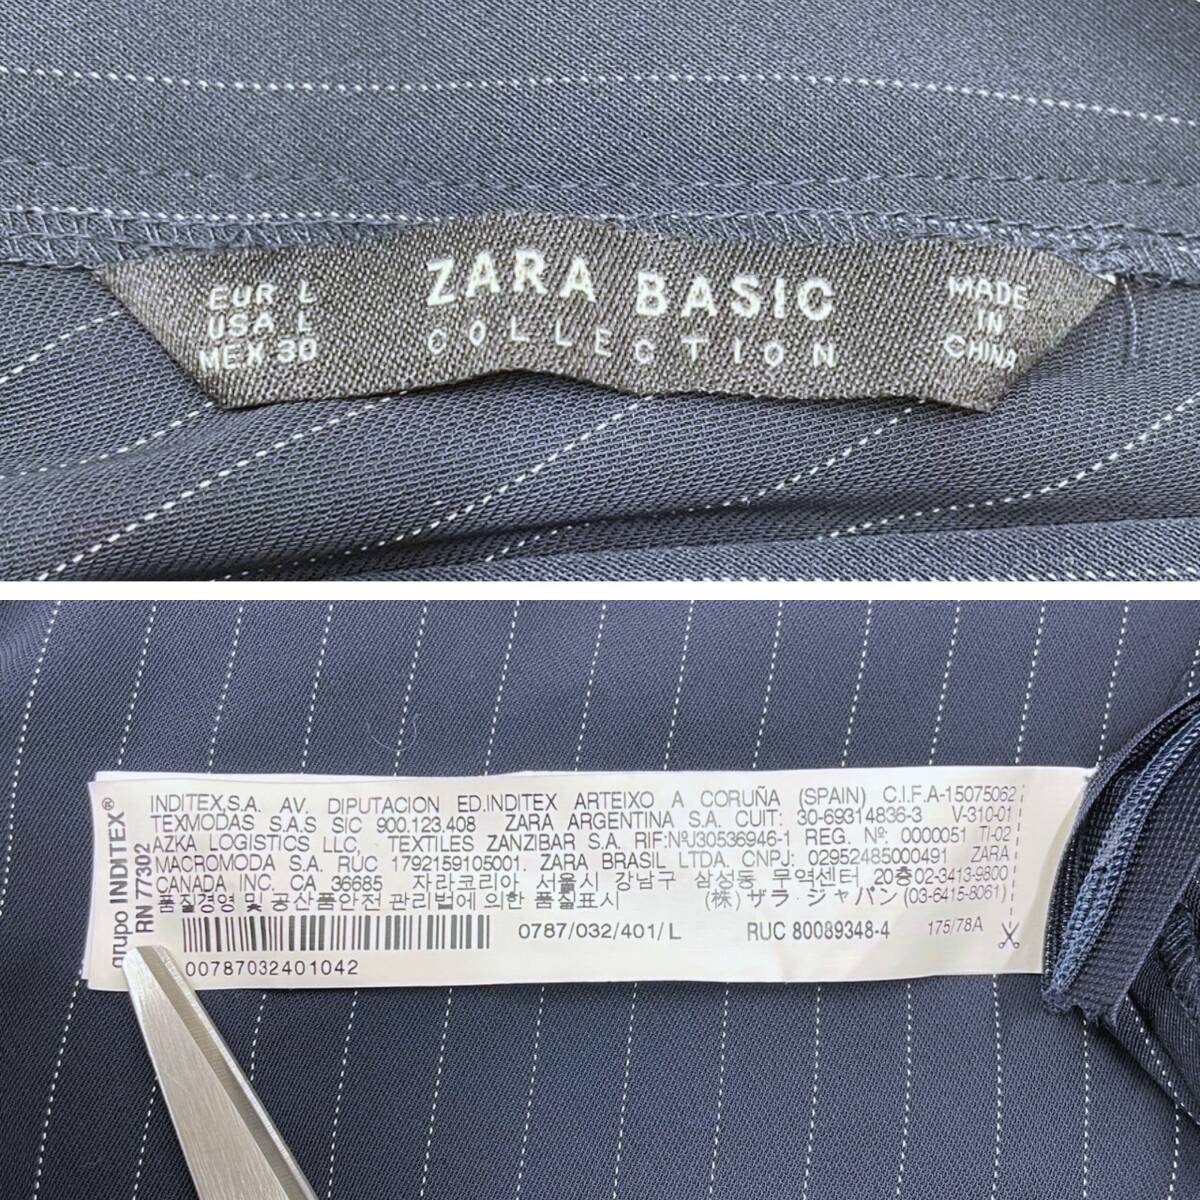 EUR L
USA L
MEX 30
ZARA BASIC
COLLECTION
MADE
IN
CHINA
grupo INDITEX®
RN 77302
INDITEX,S.A. AV. DIPUTACION ED.INDITEX ARTEIXO A CORUÑA (SPAIN) C.I.F.A-15075062
TEXMODAS S.A.S SIC 900.123.408 ZARA ARGENTINA S.A. CUIT: 30-69314836-3 V-310-01
AZKA LOGISTICS LLC, TEXTILES ZANZIBAR S.A. RIF:NºJ30536946-1 REG. Nº: 0000051 TI-02
MACROMODA S.A. RUC 1792159105001. ZARA BRASIL LTDA. CNPJ: 02952485000491 ZARA
CANADA INC. CA 36685 자라코리아 서울시 강남구 삼성동 무역센터 20층02-3413-9800
품질경영 및 공산품안전 관리법에 의한 품질표시 (株) ザラ・ジャパン (03-6415-8061)
0787/032/401/L RUC 80089348-4 175/78A
00787032401042